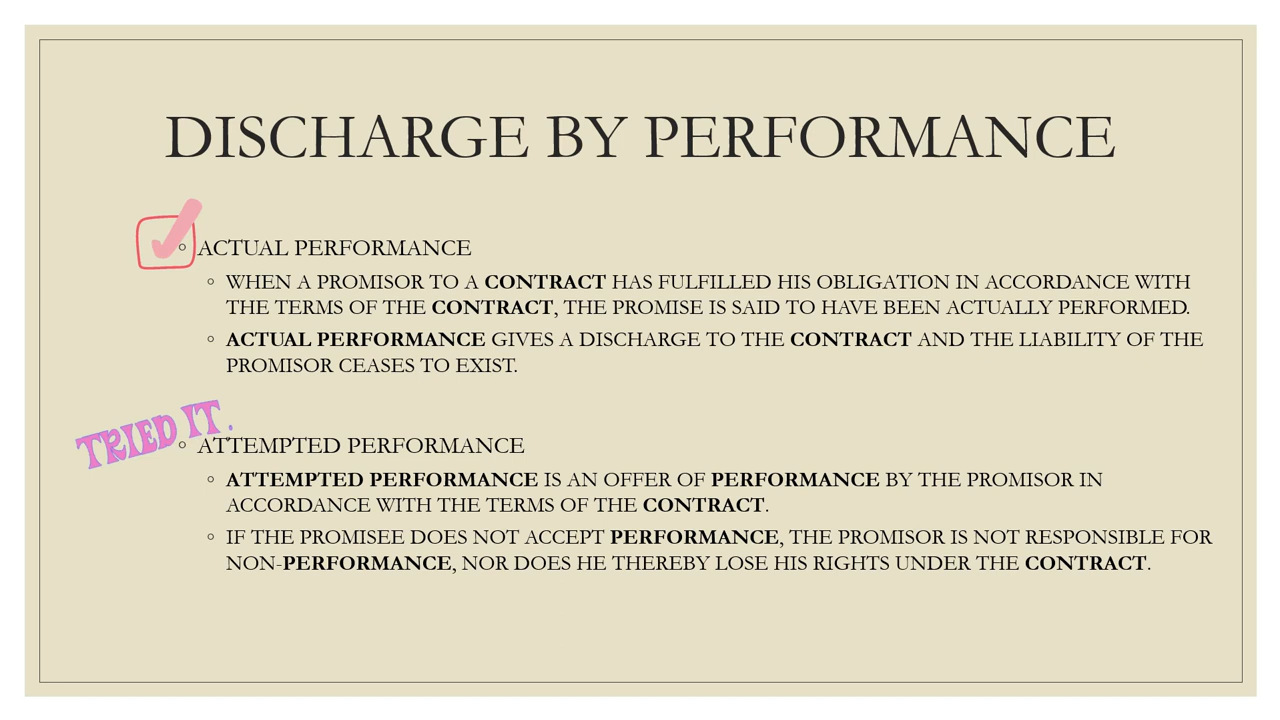 DISCHARGE BY PERFORMANCE
◦ ACTUAL PERFORMANCE
◦ WHEN A PROMISOR TO A CONTRACT HAS FULFILLED HIS OBLIGATION IN ACCORDANCE WITH
THE TERMS OF THE CONTRACT, THE PROMISE IS SAID TO HAVE BEEN ACTUALLY PERFORMED.
◦ ACTUAL PERFORMANCE GIVES A DISCHARGE TO THE CONTRACT AND THE LIABILITY OF THE
PROMISOR CEASES TO EXIST.
TRIED IT.
◦ ATTEMPTED PERFORMANCE
◦ ATTEMPTED PERFORMANCE IS AN OFFER OF PERFORMANCE BY THE PROMISOR IN
ACCORDANCE WITH THE TERMS OF THE CONTRACT.
◦ IF THE PROMISEE DOES NOT ACCEPT PERFORMANCE, THE PROMISOR IS NOT RESPONSIBLE FOR
NON-PERFORMANCE, NOR DOES HE THEREBY LOSE HIS RIGHTS UNDER THE CONTRACT.